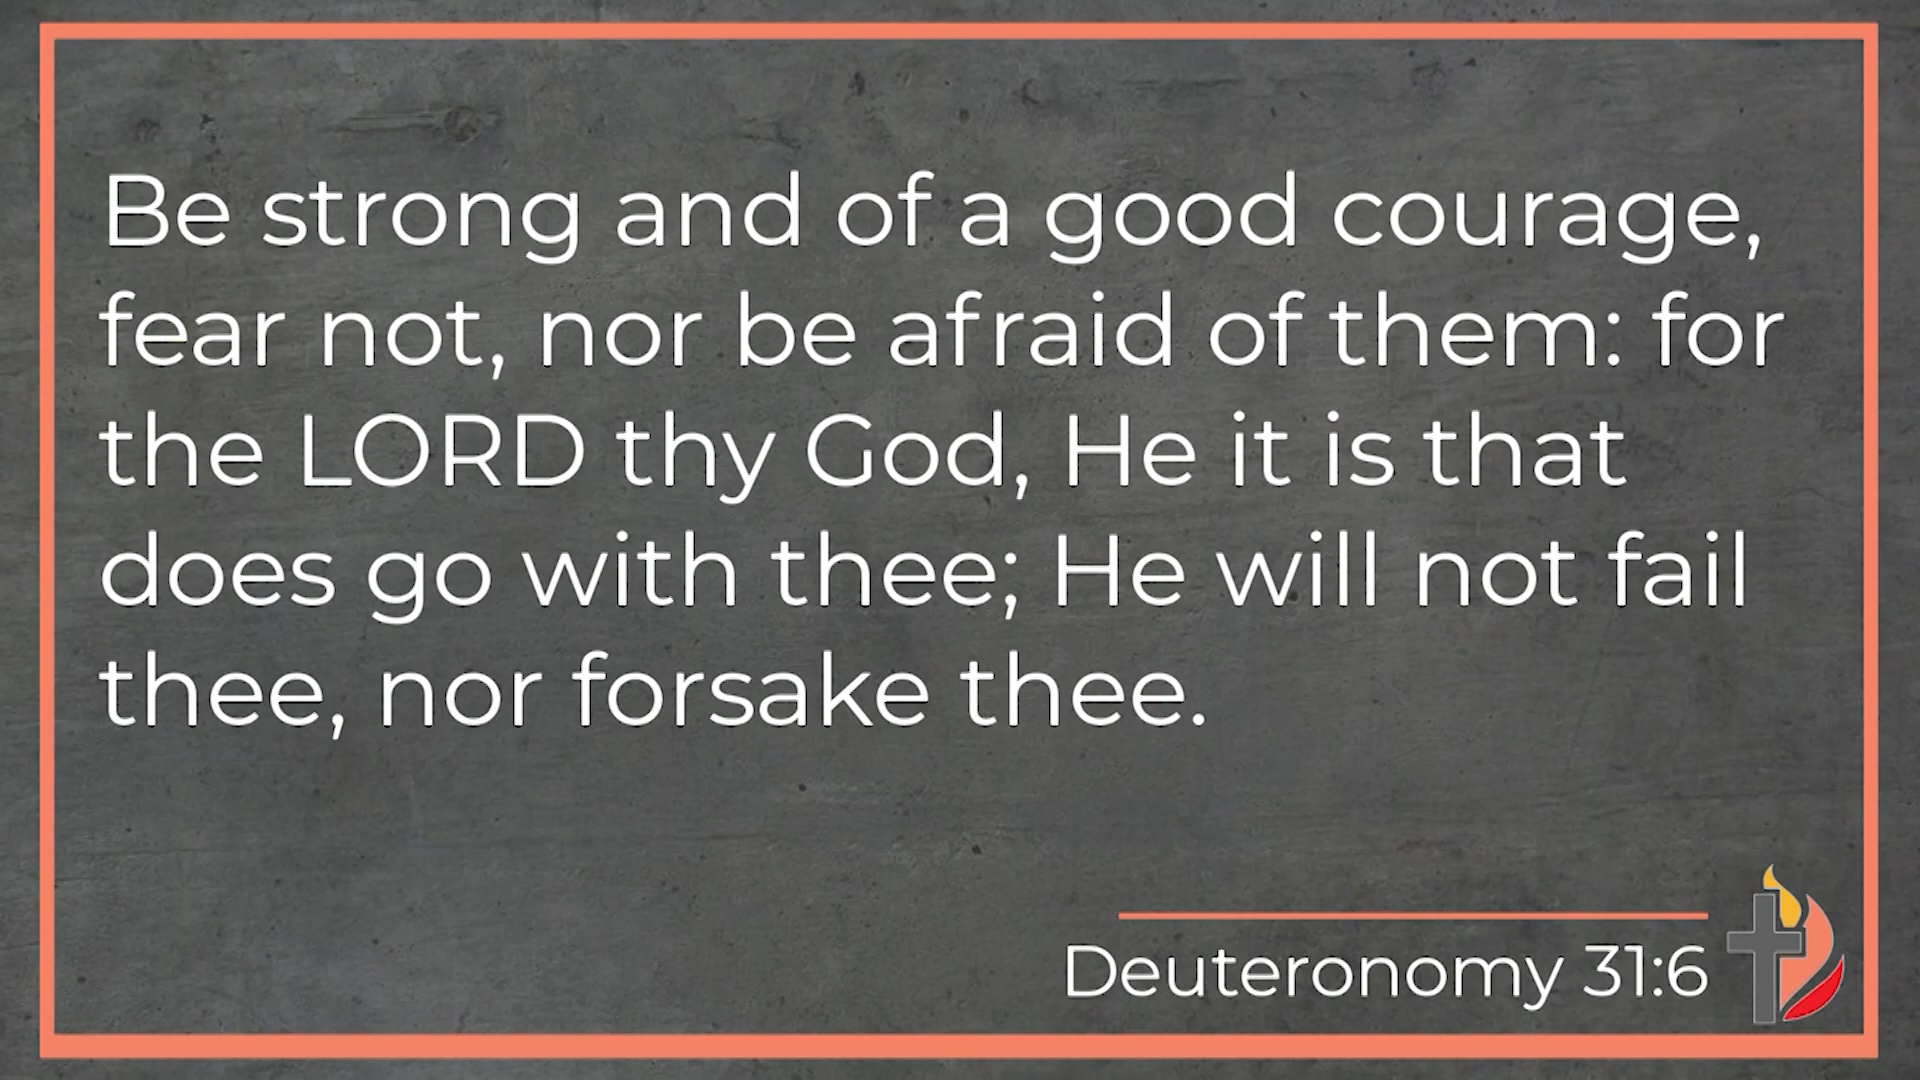 Be strong and of a good courage,
fear not, nor be afraid of them: for
the LORD thy God, He it is that
does go with thee; He will not fail
thee, nor forsake thee.
Deuteronomy 31:6